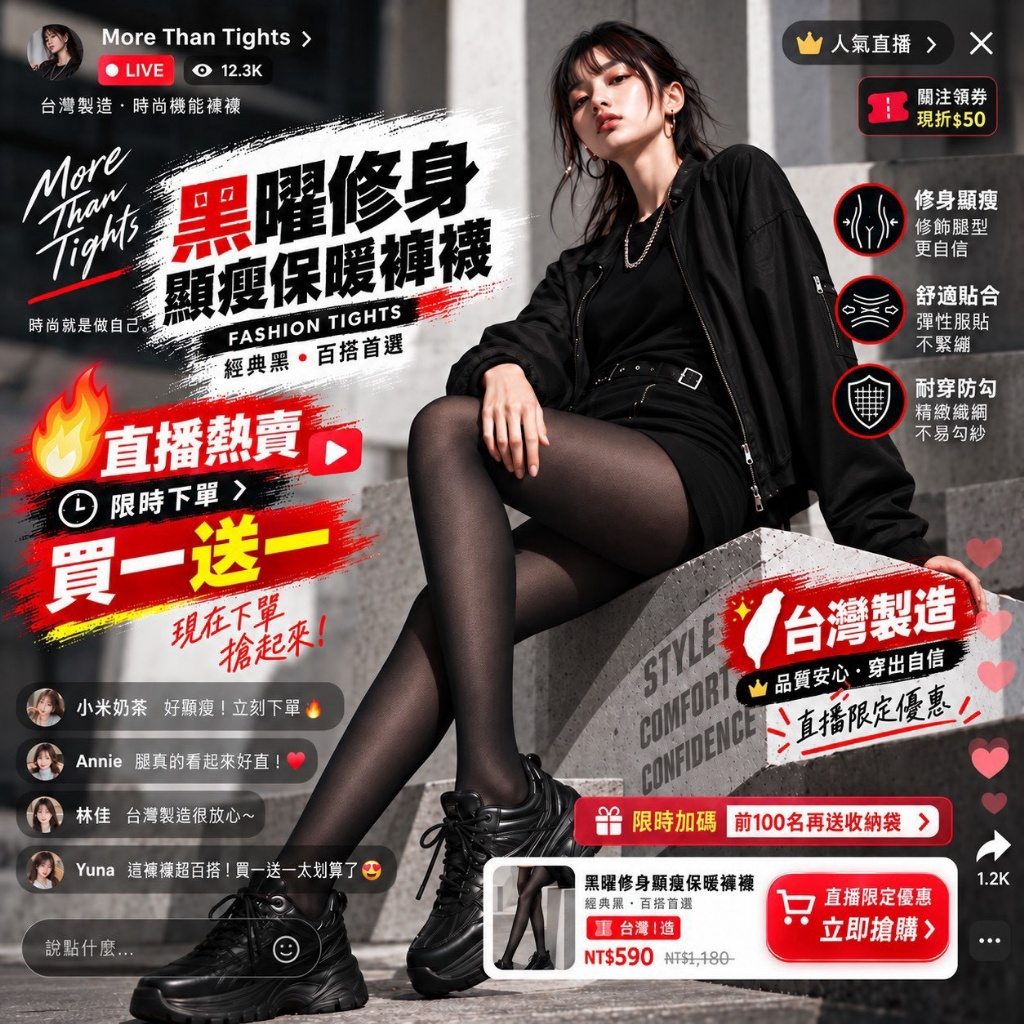 More Than Tights
LIVE
12.3K
台灣製造·時尚機能褲襪
人氣直播
關注領券
現折$50
More
Than
Tights
時尚就是做自己。
黑曜修身
顯瘦保暖褲襪
FASHION TIGHTS
經典黑•百搭首選
修身顯瘦
修飾腿型
更自信
舒適貼合
彈性服貼
不緊繃
耐穿防勾
精緻織網
不易勾紗
直播熱賣
限時下單
買一送一
現在下單
搶起來!
STYLE
COMFORT
CONFIDENCE
台灣製造
品質安心·穿出自信
直播限定優惠
小米奶茶 好顯瘦!立刻下單
Annie 腿真的看起來好直!
林佳 台灣製造很放心~
Yuna 這褲襪超百搭!買一送一太划算了
說點什麼...
限時加碼 前100名再送收納袋
黑曜修身顯瘦保暖褲襪
經典黑·百搭首選
台灣 造
NT$590 NT$1,180
直播限定優惠
立即搶購
1.2K